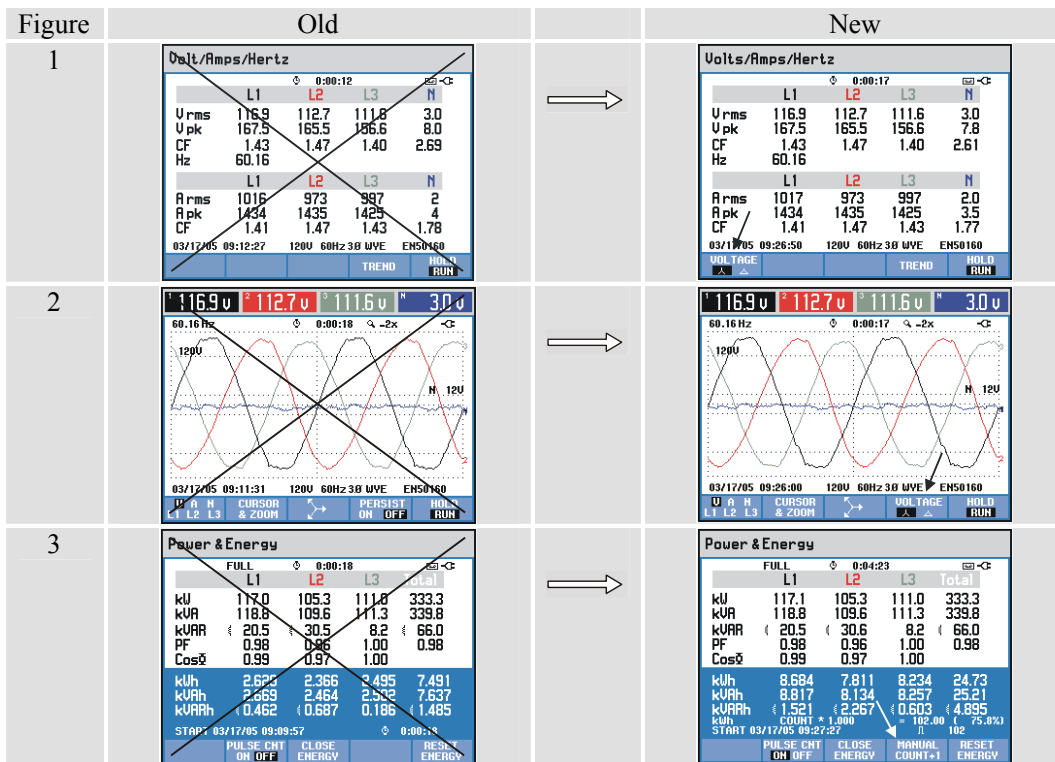 Figure Old New
1
Volt/Amps/Hertz
0:00:12
L1 L2 L3 N
Vrms 116.9 112.7 111.6 3.0
Vpk 167.5 165.5 156.6 8.0
CF 1.43 1.47 1.40 2.69
Hz 60.16
L1 L2 L3 N
Arms 1016 973 997 2
Apk 1434 1435 1425 4
CF 1.41 1.47 1.43 1.78
03/17/05 09:12:27 120V 60Hz 3Ø WYE EN50160
TREND HOLD
RUN
Volts/Amps/Hertz
0:00:17
L1 L2 L3 N
Vrms 116.9 112.7 111.6 3.0
Vpk 167.5 165.5 156.6 7.8
CF 1.43 1.47 1.40 2.61
Hz 60.16
L1 L2 L3 N
Arms 1017 973 997 2.0
Apk 1434 1435 1425 3.5
CF 1.41 1.47 1.43 1.77
03/17/05 09:26:50 120V 60Hz 3Ø WYE EN50160
VOLTAGE TREND HOLD
RUN
2
1 116.9 V 2 112.7 V 3 111.6 V N 3.0 V
60.16 Hz 0:00:18 -2x
120V 3
N 12V
N
2
03/17/05 09:11:31 120V 60Hz 3Ø WYE EN50160
V A N CURSOR PERSIST HOLD
L1 L2 L3 & ZOOM ON OFF RUN
1 116.9 V 2 112.7 V 3 111.6 V N 3.0 V
60.16 Hz 0:00:17 -2x
120V 3
N 12V
N
2
03/17/05 09:26:00 120V 60Hz 3Ø WYE EN50160
V A N CURSOR VOLTAGE HOLD
L1 L2 L3 & ZOOM RUN
3
Power & Energy
FULL 0:00:18
L1 L2 L3 Total
kW 117.0 105.3 111.0 333.3
kVA 118.8 109.6 111.3 339.8
kVAR 20.5 30.5 8.2 66.0
PF 0.98 0.96 1.00 0.98
CosΦ 0.99 0.97 1.00
kWh 2.625 2.366 2.495 7.491
kVAh 2.669 2.464 2.502 7.637
kVARh 0.462 0.687 0.186 1.485
START 03/17/05 09:09:57 0:00:18
PULSE CNT CLOSE RESET
ON OFF ENERGY ENERGY
Power & Energy
FULL 0:04:23
L1 L2 L3 Total
kW 117.1 105.3 111.0 333.3
kVA 118.8 109.6 111.3 339.8
kVAR 20.5 30.6 8.2 66.0
PF 0.98 0.96 1.00 0.98
CosΦ 0.99 0.97 1.00
kWh 8.684 7.811 8.234 24.73
kVAh 8.817 8.134 8.257 25.21
kVARh 1.521 2.267 0.603 4.895
kWh COUNT * 1.000 = 102.00 ( 75.8%)
START 03/17/05 09:27:27 102
PULSE CNT CLOSE MANUAL RESET
ON OFF ENERGY COUNT+1 ENERGY